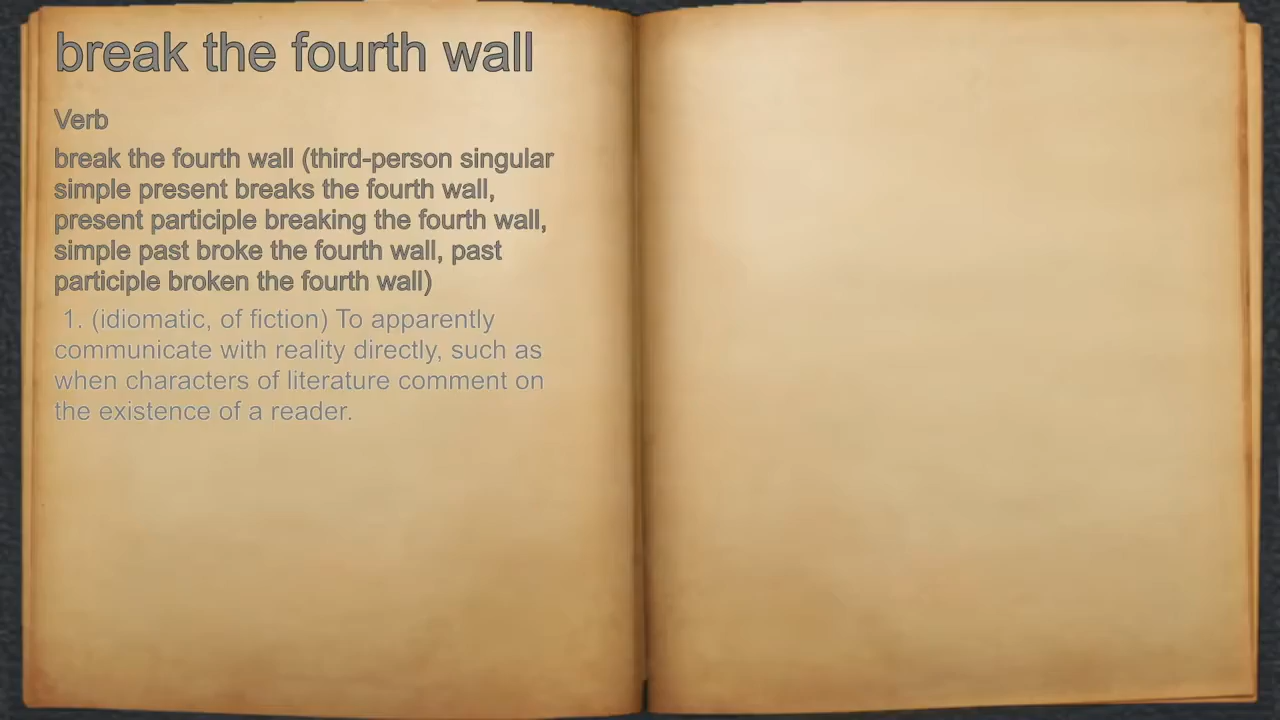 break the fourth wall
Verb
break the fourth wall (third-person singular
simple present breaks the fourth wall,
present participle breaking the fourth wall,
simple past broke the fourth wall, past
participle broken the fourth wall)
1. (idiomatic, of fiction) To apparently
communicate with reality directly, such as
when characters of literature comment on
the existence of a reader.